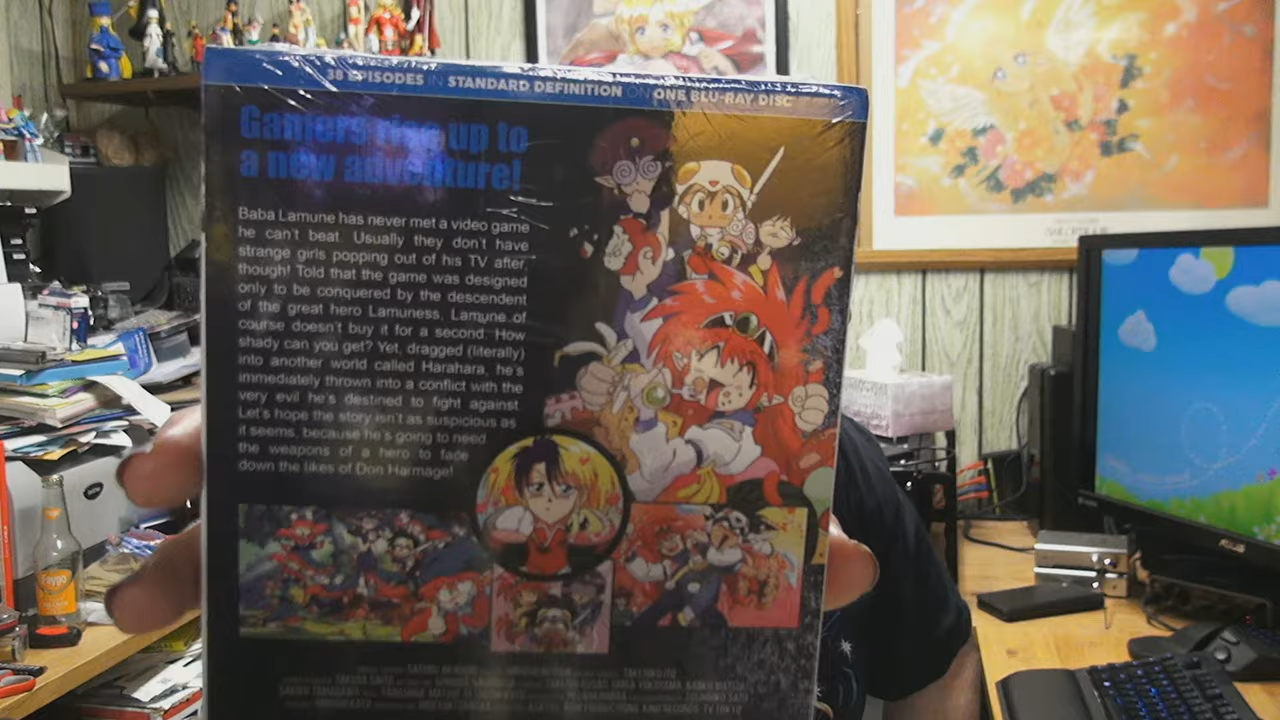 38 EPISODES IN STANDARD DEFINITION ON ONE BLU-RAY DISC
Gamers rise up to
a new adventure!
Baba Lamune has never met a video game
he can't beat. Usually they don't have
strange girls popping out of his TV after,
though! Told that the game was designed
only to be conquered by the descendent
of the great hero Lamuness, Lamune of
course doesn't buy it for a second. How
shady can you get? Yet, dragged (literally)
into another world called Harahara, he's
immediately thrown into a conflict with the
very evil he's destined to fight against.
Let's hope the story isn't as suspicious as
it seems, because he's going to need
the weapons of a hero to face
down the likes of Don Harmage!
Faygo
TV TOKYO